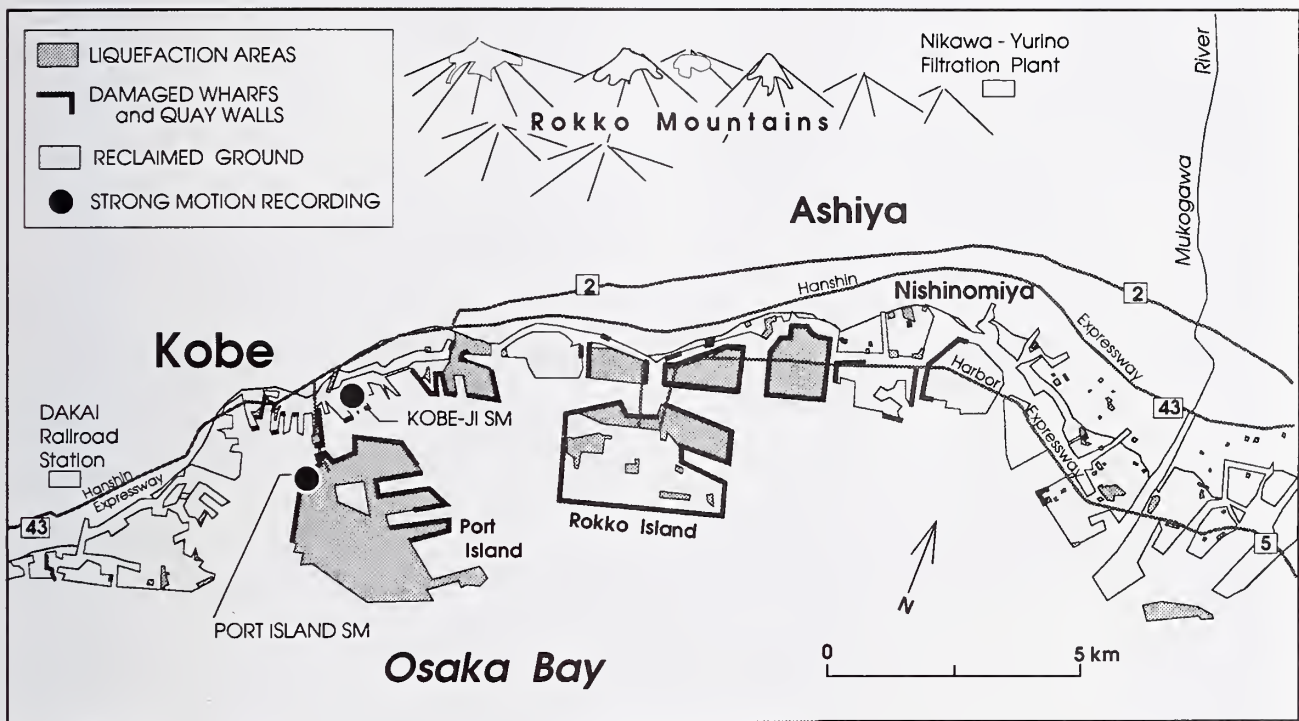 LIQUEFACTION AREAS
DAMAGED WHARFS
and QUAY WALLS
RECLAIMED GROUND
STRONG MOTION RECORDING
Nikawa - Yurino
Filtration Plant
River
Rokko Mountains
Mukogawa
Ashiya
2
Hanshin
Nishinomiya
2
Expressway
Kobe
Harbor
43
KOBE-JI SM
DAKAI
Railroad
Station
Hanshin
Expressway
Expressway
43
Port
Island
Rokko Island
5
N
PORT ISLAND SM
Osaka Bay
0
5 km